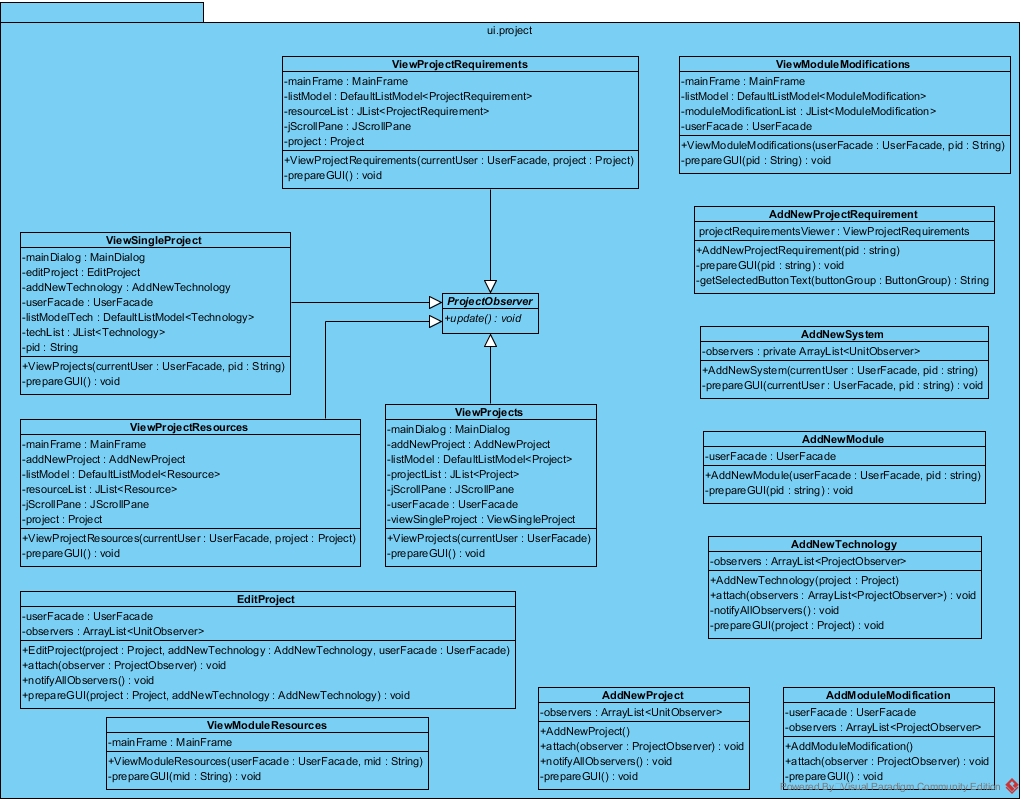 ui.project
ViewProjectRequirements
-mainFrame : MainFrame
-listModel : DefaultListModel<ProjectRequirement>
-resourceList : JList<ProjectRequirement>
-jScrollPane : JScrollPane
-project : Project
+ViewProjectRequirements(currentUser : UserFacade, project : Project)
-prepareGUI() : void
ViewModuleModifications
-mainFrame : MainFrame
-listModel : DefaultListModel<ModuleModification>
-moduleModificationList : JList<ModuleModification>
-userFacade : UserFacade
+ViewModuleModifications(userFacade : UserFacade, pid : String)
-prepareGUI(pid : String) : void
AddNewProjectRequirement
projectRequirementsViewer : ViewProjectRequirements
+AddNewProjectRequirement(pid : string)
-prepareGUI(pid : string) : void
-getSelectedButtonText(buttonGroup : ButtonGroup) : String
ViewSingleProject
-mainDialog : MainDialog
-editProject : EditProject
-addNewTechnology : AddNewTechnology
-userFacade : UserFacade
-listModelTech : DefaultListModel<Technology>
-techList : JList<Technology>
-pid : String
+ViewProjects(currentUser : UserFacade, pid : String)
-prepareGUI() : void
ProjectObserver
+update() : void
AddNewSystem
-observers : private ArrayList<UnitObserver>
+AddNewSystem(currentUser : UserFacade, pid : string)
-prepareGUI(currentUser : UserFacade, pid : string) : void
ViewProjectResources
-mainFrame : MainFrame
-addNewProject : AddNewProject
-listModel : DefaultListModel<Resource>
-resourceList : JList<Resource>
-jScrollPane : JScrollPane
-project : Project
+ViewProjectResources(currentUser : UserFacade, project : Project)
-prepareGUI() : void
ViewProjects
-mainDialog : MainDialog
-addNewProject : AddNewProject
-listModel : DefaultListModel<Project>
-projectList : JList<Project>
-jScrollPane : JScrollPane
-userFacade : UserFacade
-viewSingleProject : ViewSingleProject
+ViewProjects(currentUser : UserFacade)
-prepareGUI() : void
AddNewModule
-userFacade : UserFacade
+AddNewModule(userFacade : UserFacade, pid : string)
-prepareGUI(pid : string) : void
AddNewTechnology
-observers : ArrayList<ProjectObserver>
+AddNewTechnology(project : Project)
+attach(observers : ArrayList<ProjectObserver>) : void
-notifyAllObservers() : void
-prepareGUI(project : Project) : void
EditProject
-userFacade : UserFacade
-observers : ArrayList<UnitObserver>
+EditProject(project : Project, addNewTechnology : AddNewTechnology, userFacade : UserFacade)
+attach(observer : ProjectObserver) : void
+notifyAllObservers() : void
+prepareGUI(project : Project, addNewTechnology : AddNewTechnology) : void
ViewModuleResources
-mainFrame : MainFrame
+ViewModuleResources(userFacade : UserFacade, mid : String)
-prepareGUI(mid : String) : void
AddNewProject
-observers : ArrayList<UnitObserver>
+AddNewProject()
+attach(observer : ProjectObserver) : void
+notifyAllObservers() : void
-prepareGUI() : void
AddModuleModification
-userFacade : UserFacade
-observers : ArrayList<ProjectObserver>
+AddModuleModification()
+attach(observer : ProjectObserver) : void
-prepareGUI() : void
Powered By Visual Paradigm Community Edition